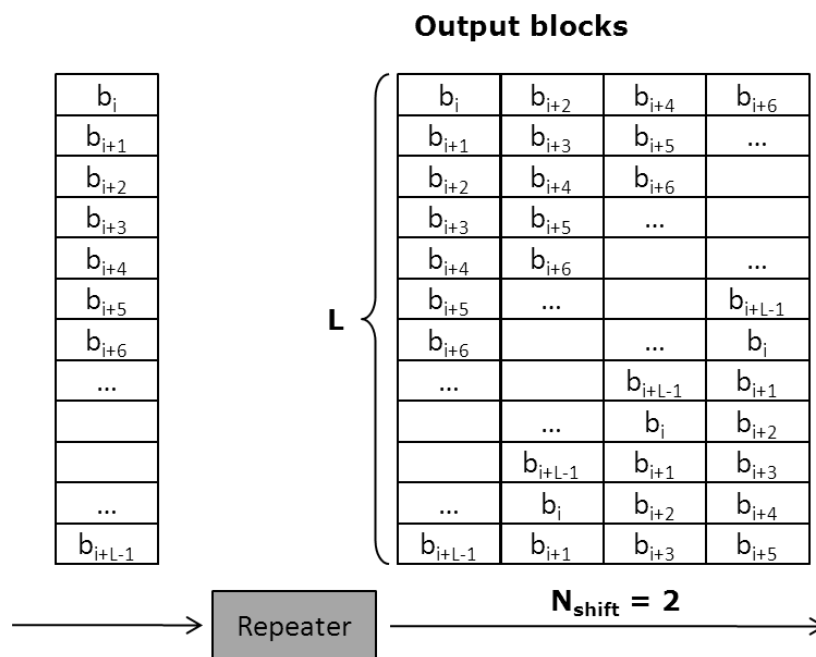 Output blocks
b_i b_i b_{i+2} b_{i+4} b_{i+6}
b_{i+1} b_{i+1} b_{i+3} b_{i+5} ...
b_{i+2} b_{i+2} b_{i+4} b_{i+6}
b_{i+3} b_{i+3} b_{i+5} ...
b_{i+4} b_{i+4} b_{i+6} ...
b_{i+5} L b_{i+5} ... b_{i+L-1}
b_{i+6} b_{i+6} ... b_i
... ... b_{i+L-1} b_{i+1}
... b_i b_{i+2}
b_{i+L-1} b_{i+1} b_{i+3}
... ... b_i b_{i+2} b_{i+4}
b_{i+L-1} b_{i+L-1} b_{i+1} b_{i+3} b_{i+5}
Repeater N_{shift} = 2